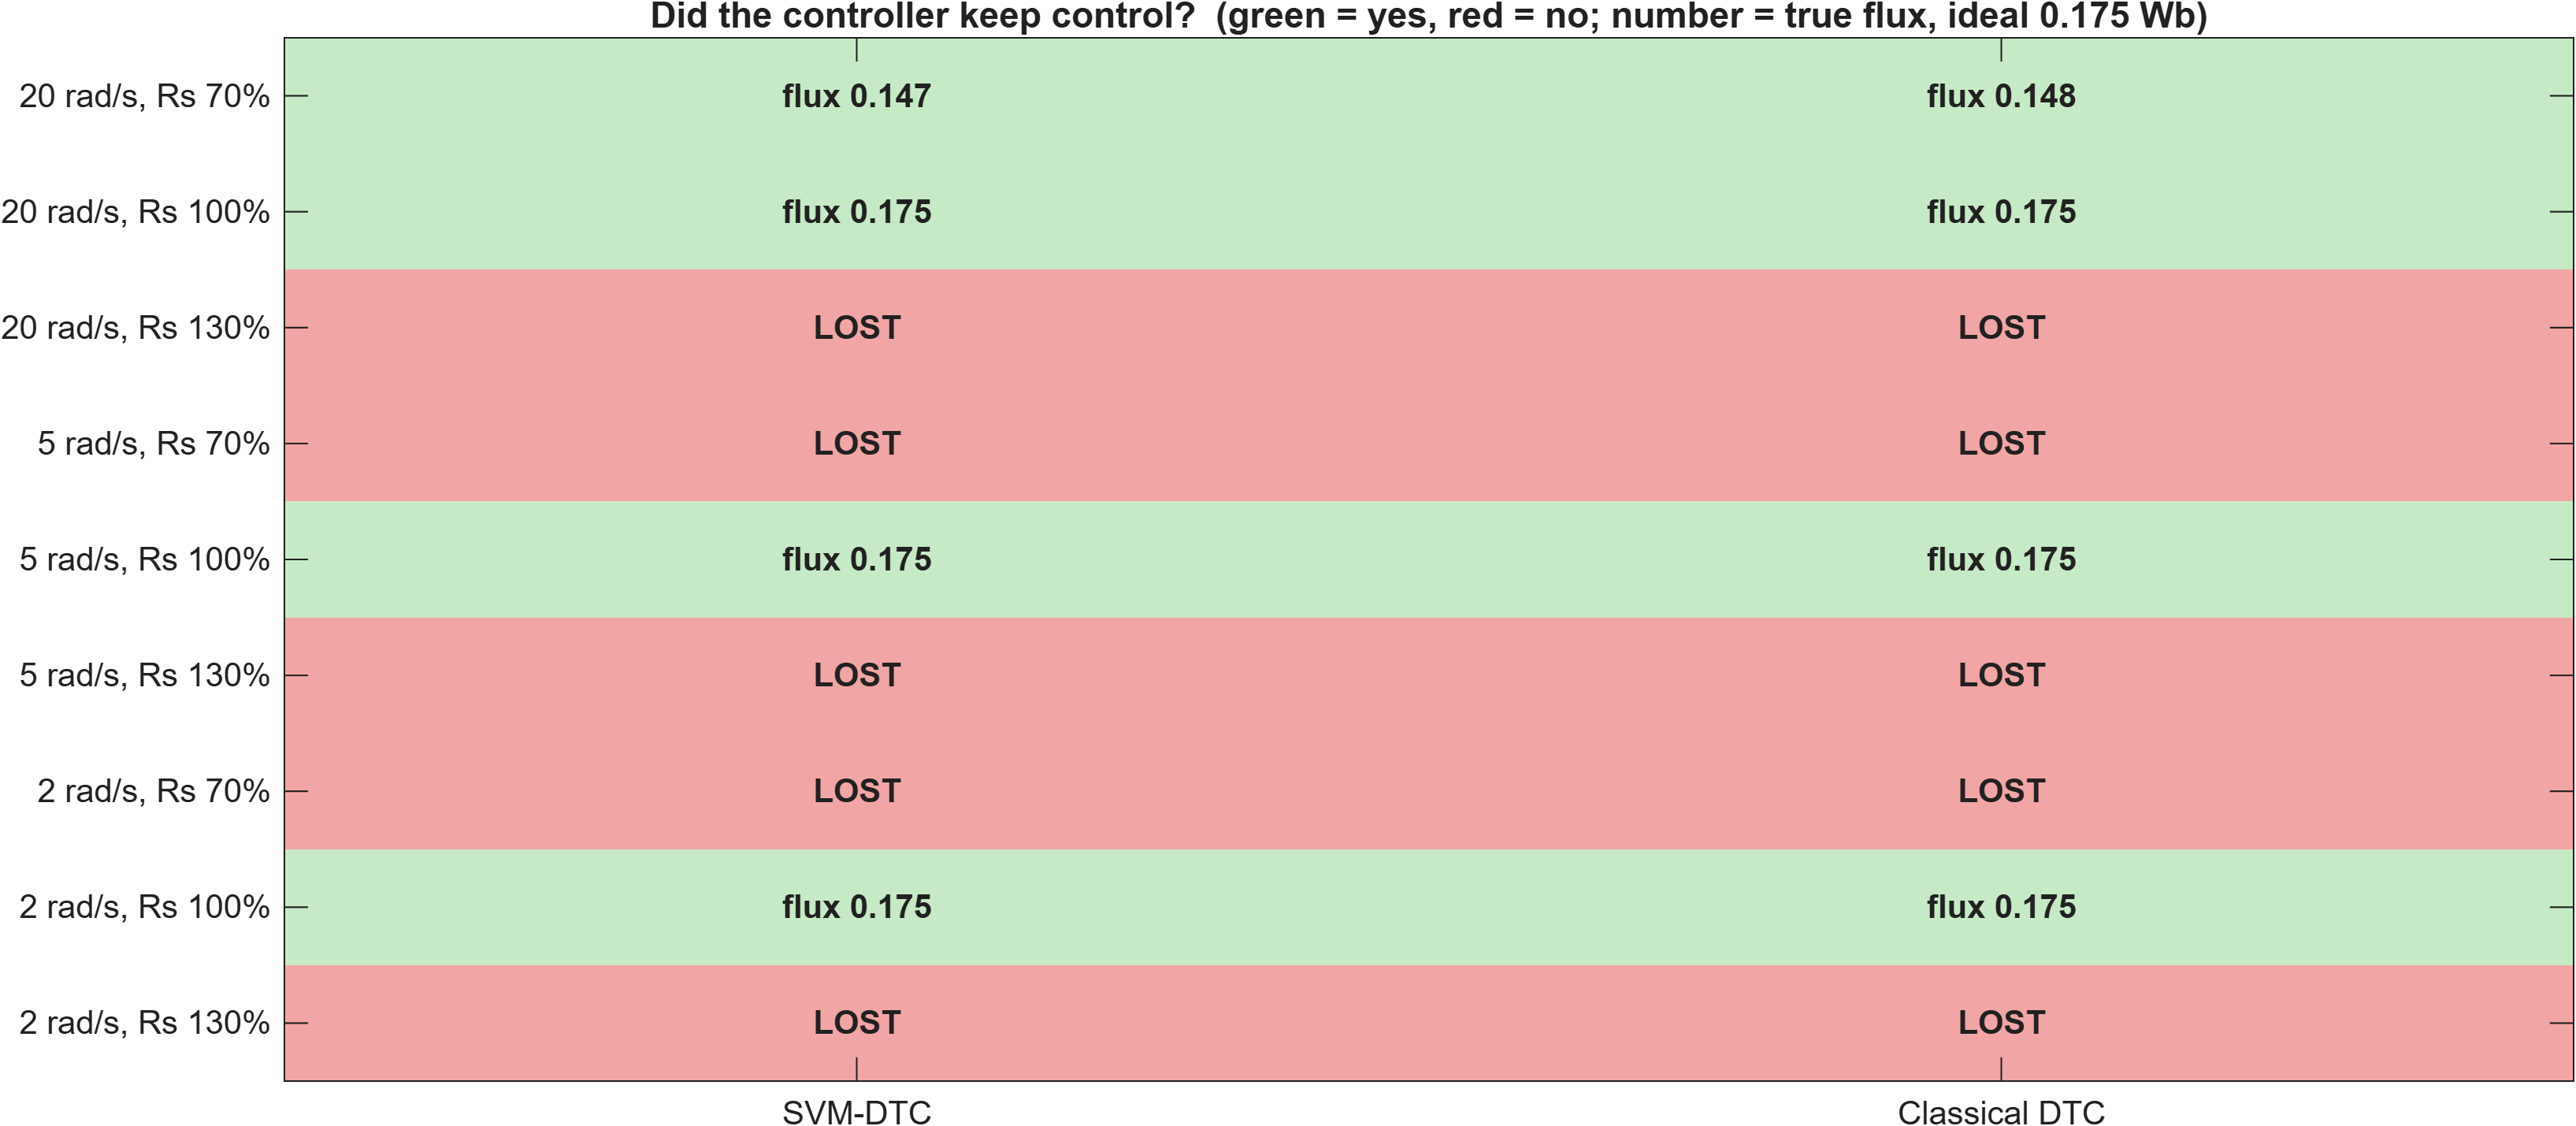 Did the controller keep control?  (green = yes, red = no; number = true flux, ideal 0.175 Wb)
20 rad/s, Rs 70% flux 0.147 flux 0.148
20 rad/s, Rs 100% flux 0.175 flux 0.175
20 rad/s, Rs 130% LOST LOST
5 rad/s, Rs 70% LOST LOST
5 rad/s, Rs 100% flux 0.175 flux 0.175
5 rad/s, Rs 130% LOST LOST
2 rad/s, Rs 70% LOST LOST
2 rad/s, Rs 100% flux 0.175 flux 0.175
2 rad/s, Rs 130% LOST LOST
SVM-DTC Classical DTC